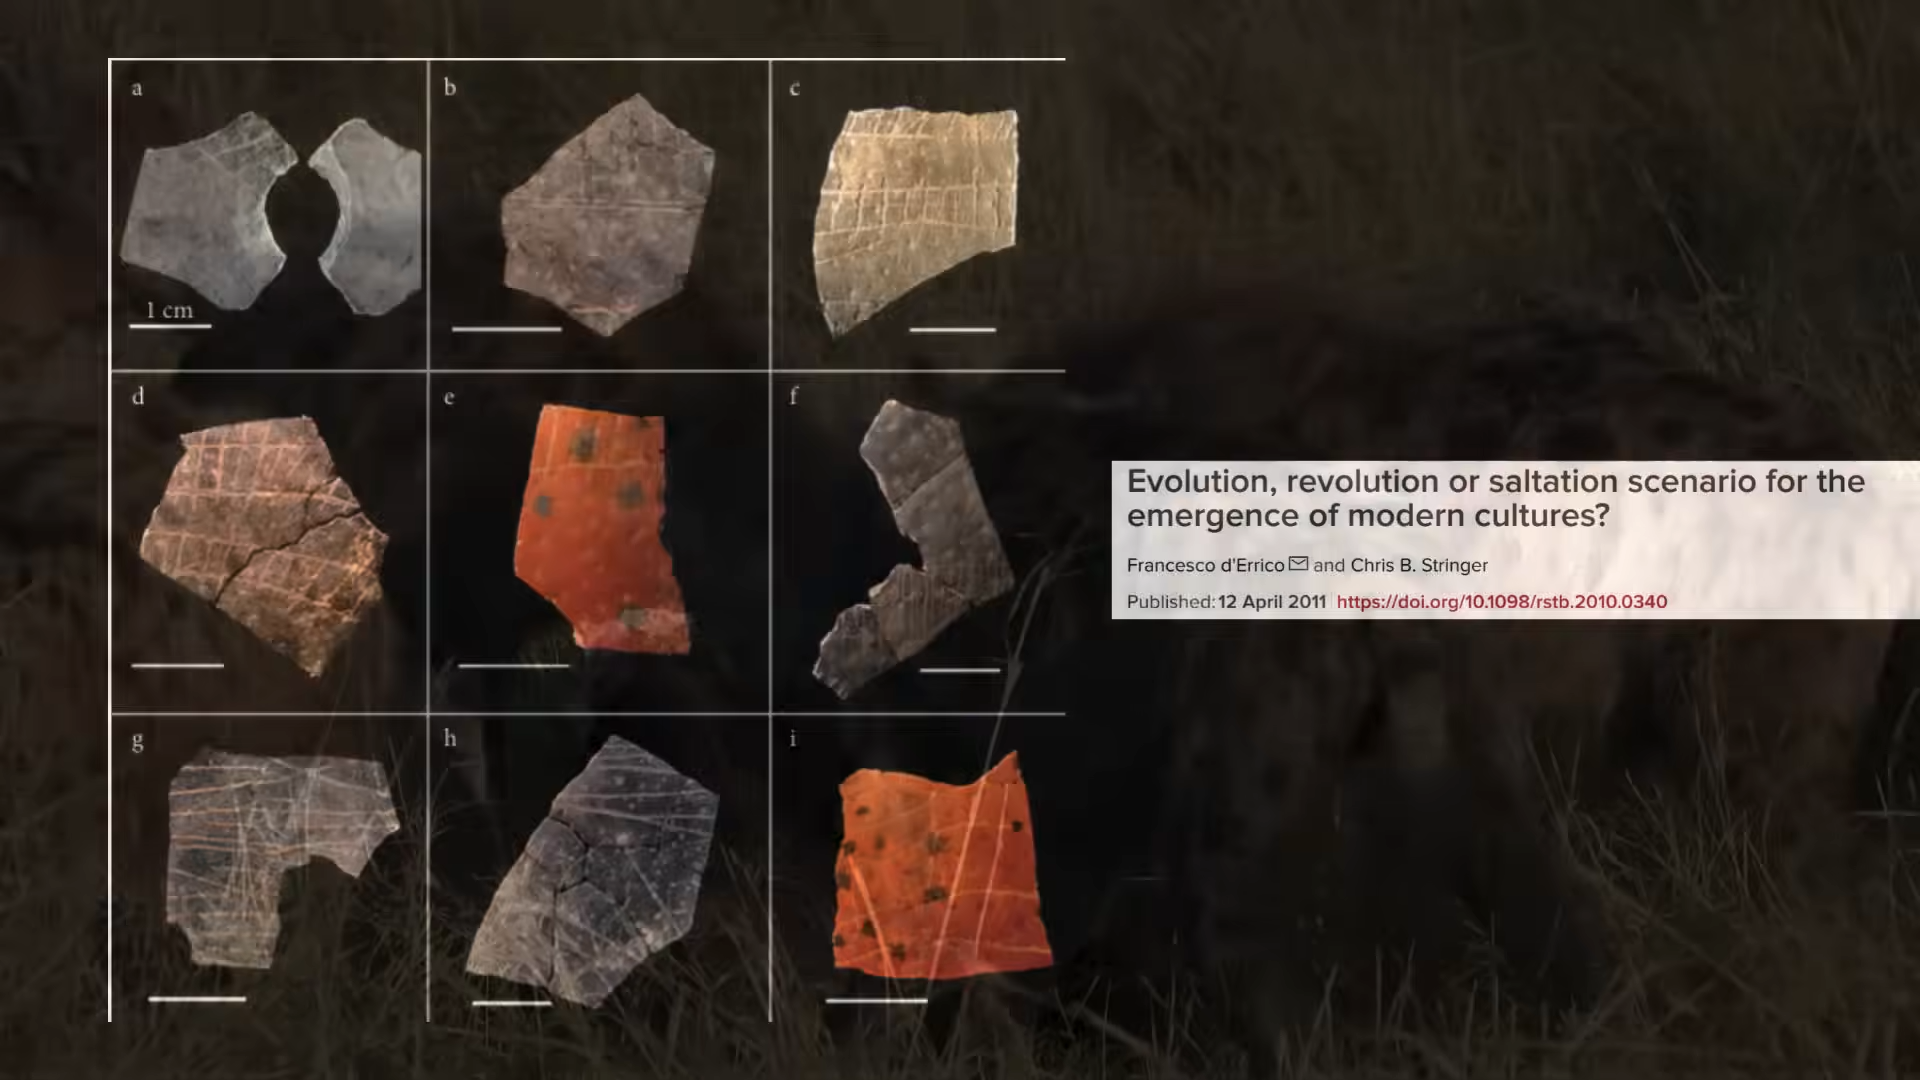 a
b
c
1 cm
d
e
f
g
h
i
Evolution, revolution or saltation scenario for the
emergence of modern cultures?
Francesco d'Errico and Chris B. Stringer
Published: 12 April 2011 https://doi.org/10.1098/rstb.2010.0340